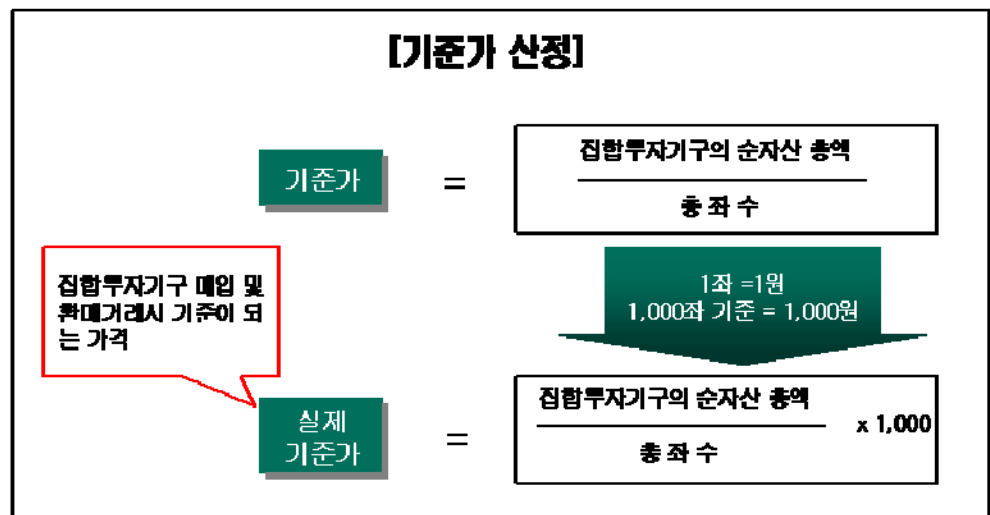 [기준가 산정]
기준가
=
집합투자기구의 순자산 총액
총 좌 수
집합투자기구 매입 및
환매거래시 기준이 되
는 가격
1좌 =1원
1,000좌 기준 = 1,000원
실제
기준가
=
집합투자기구의 순자산 총액
총 좌 수
x 1,000